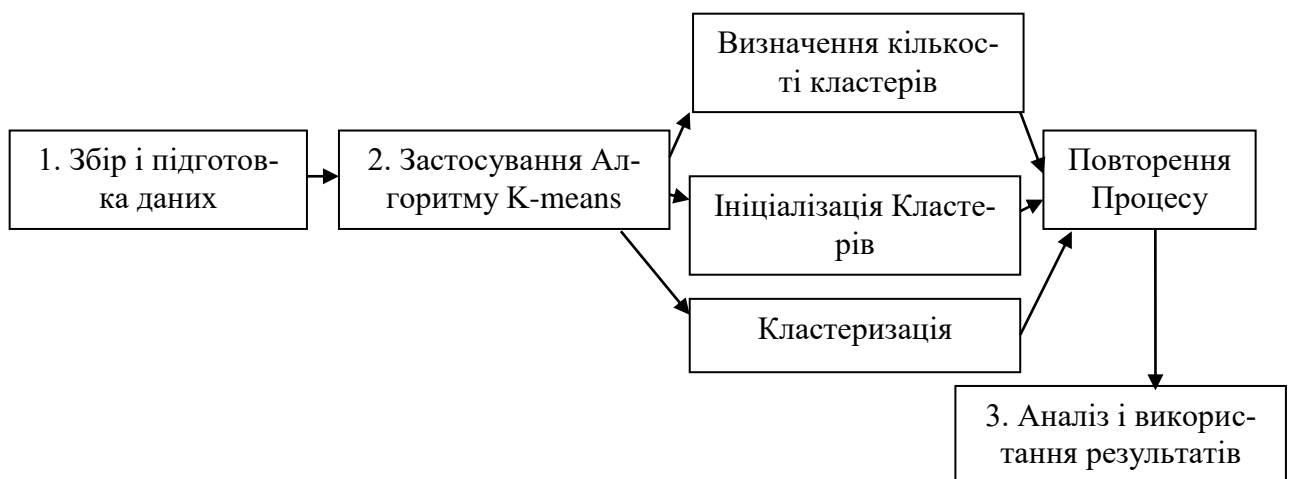 1. Збір і підготов-
ка даних
2. Застосування Ал-
горитму K-means
Визначення кількос-
ті кластерів
Ініціалізація Класте-
рів
Кластеризація
Повторення
Процесу
3. Аналіз і викорис-
тання результатів